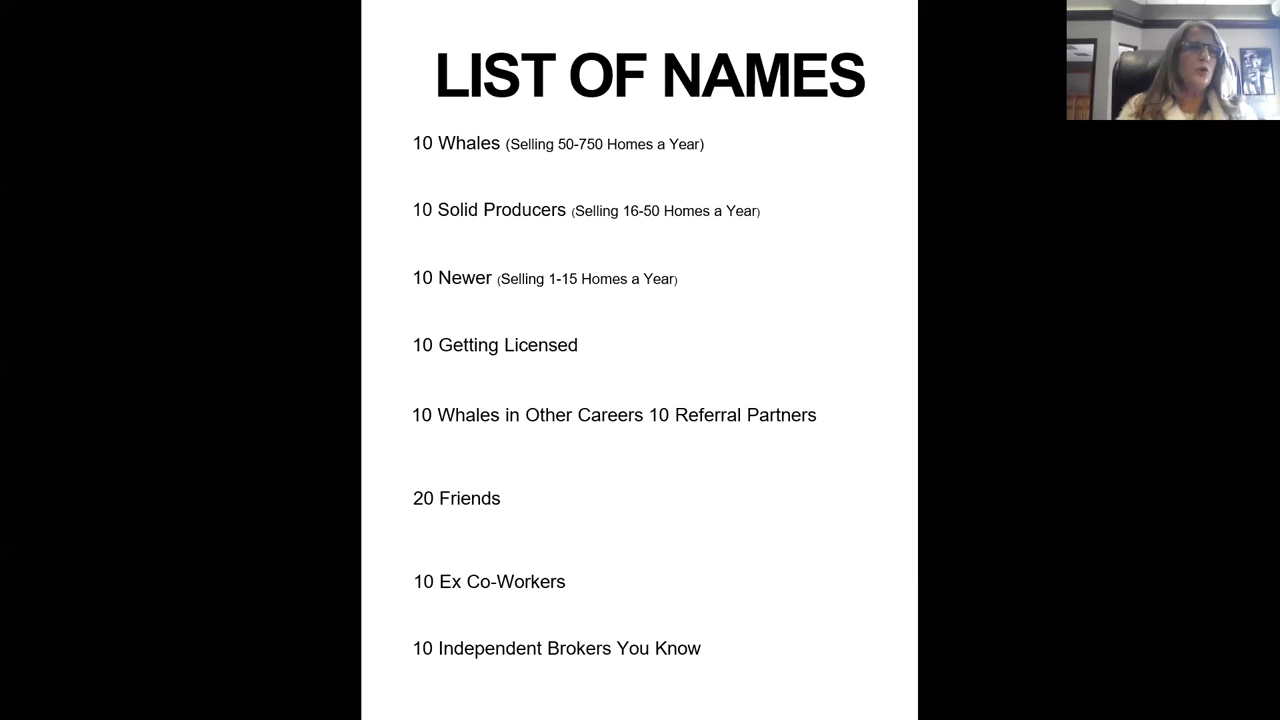 LIST OF NAMES
10 Whales (Selling 50-750 Homes a Year)
10 Solid Producers (Selling 16-50 Homes a Year)
10 Newer (Selling 1-15 Homes a Year)
10 Getting Licensed
10 Whales in Other Careers 10 Referral Partners
20 Friends
10 Ex Co-Workers
10 Independent Brokers You Know